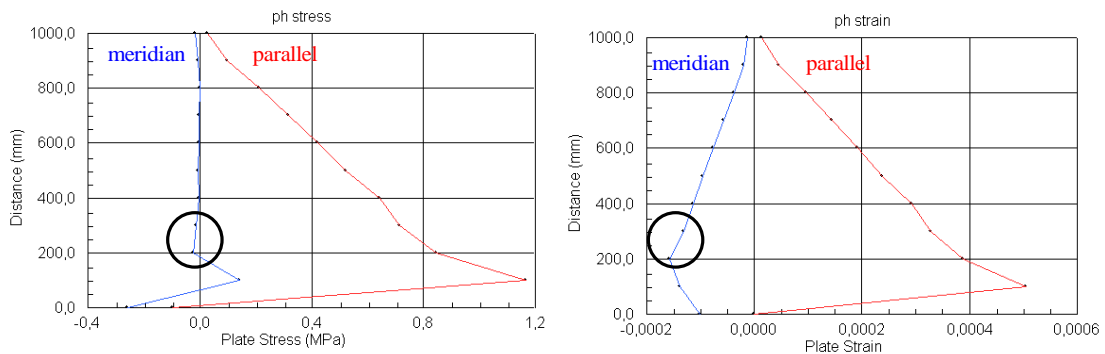 ph stress
1000,0
800,0
600,0
400,0
200,0
0,0
Distance (mm)
meridian
parallel
-0,4
0,0
0,4
0,8
1,2
Plate Stress (MPa)
ph strain
1000,0
800,0
600,0
400,0
200,0
0,0
Distance (mm)
meridian
parallel
-0,0002
0,0000
0,0002
0,0004
0,0006
Plate Strain